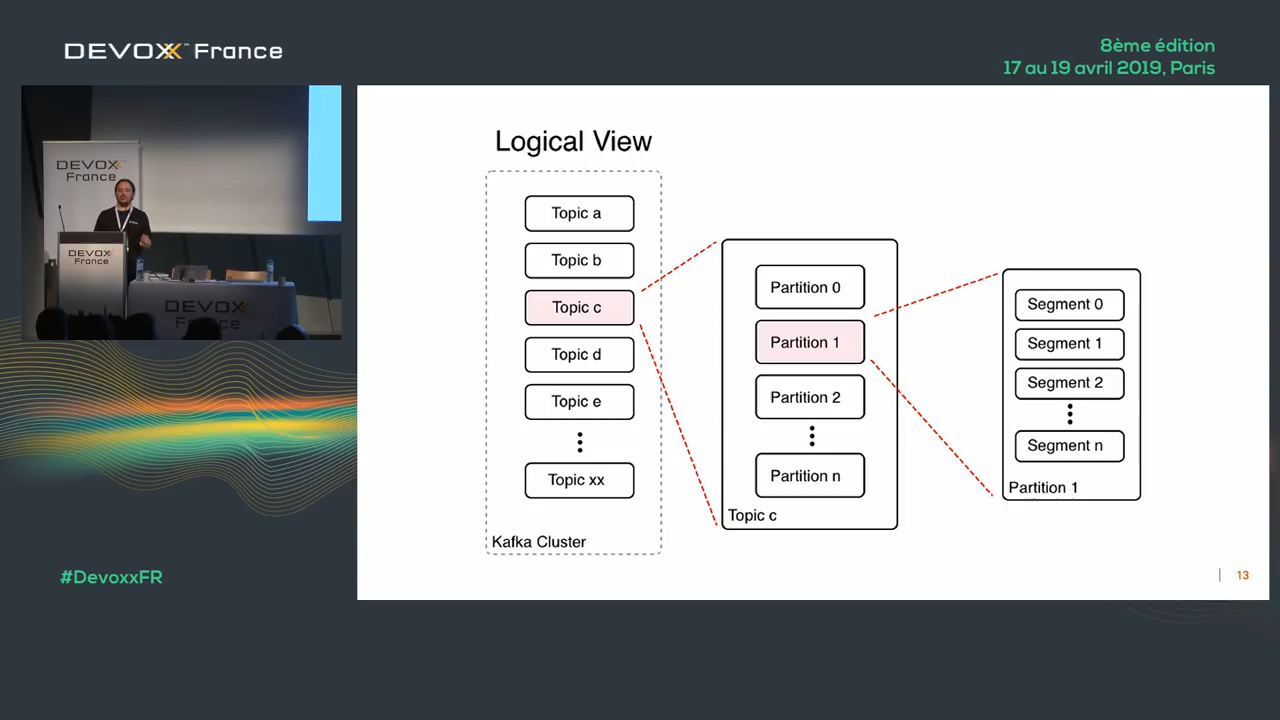 DEVOXX France
8ème édition
17 au 19 avril 2019, Paris
DEVOXX
France
DEVOXX
France
DEVOXX
France
#DevoxxFR
Logical View
Topic a
Topic b
Topic c
Topic d
Topic e
Topic xx
Kafka Cluster
Partition 0
Partition 1
Partition 2
Partition n
Topic c
Segment 0
Segment 1
Segment 2
Segment n
Partition 1
13